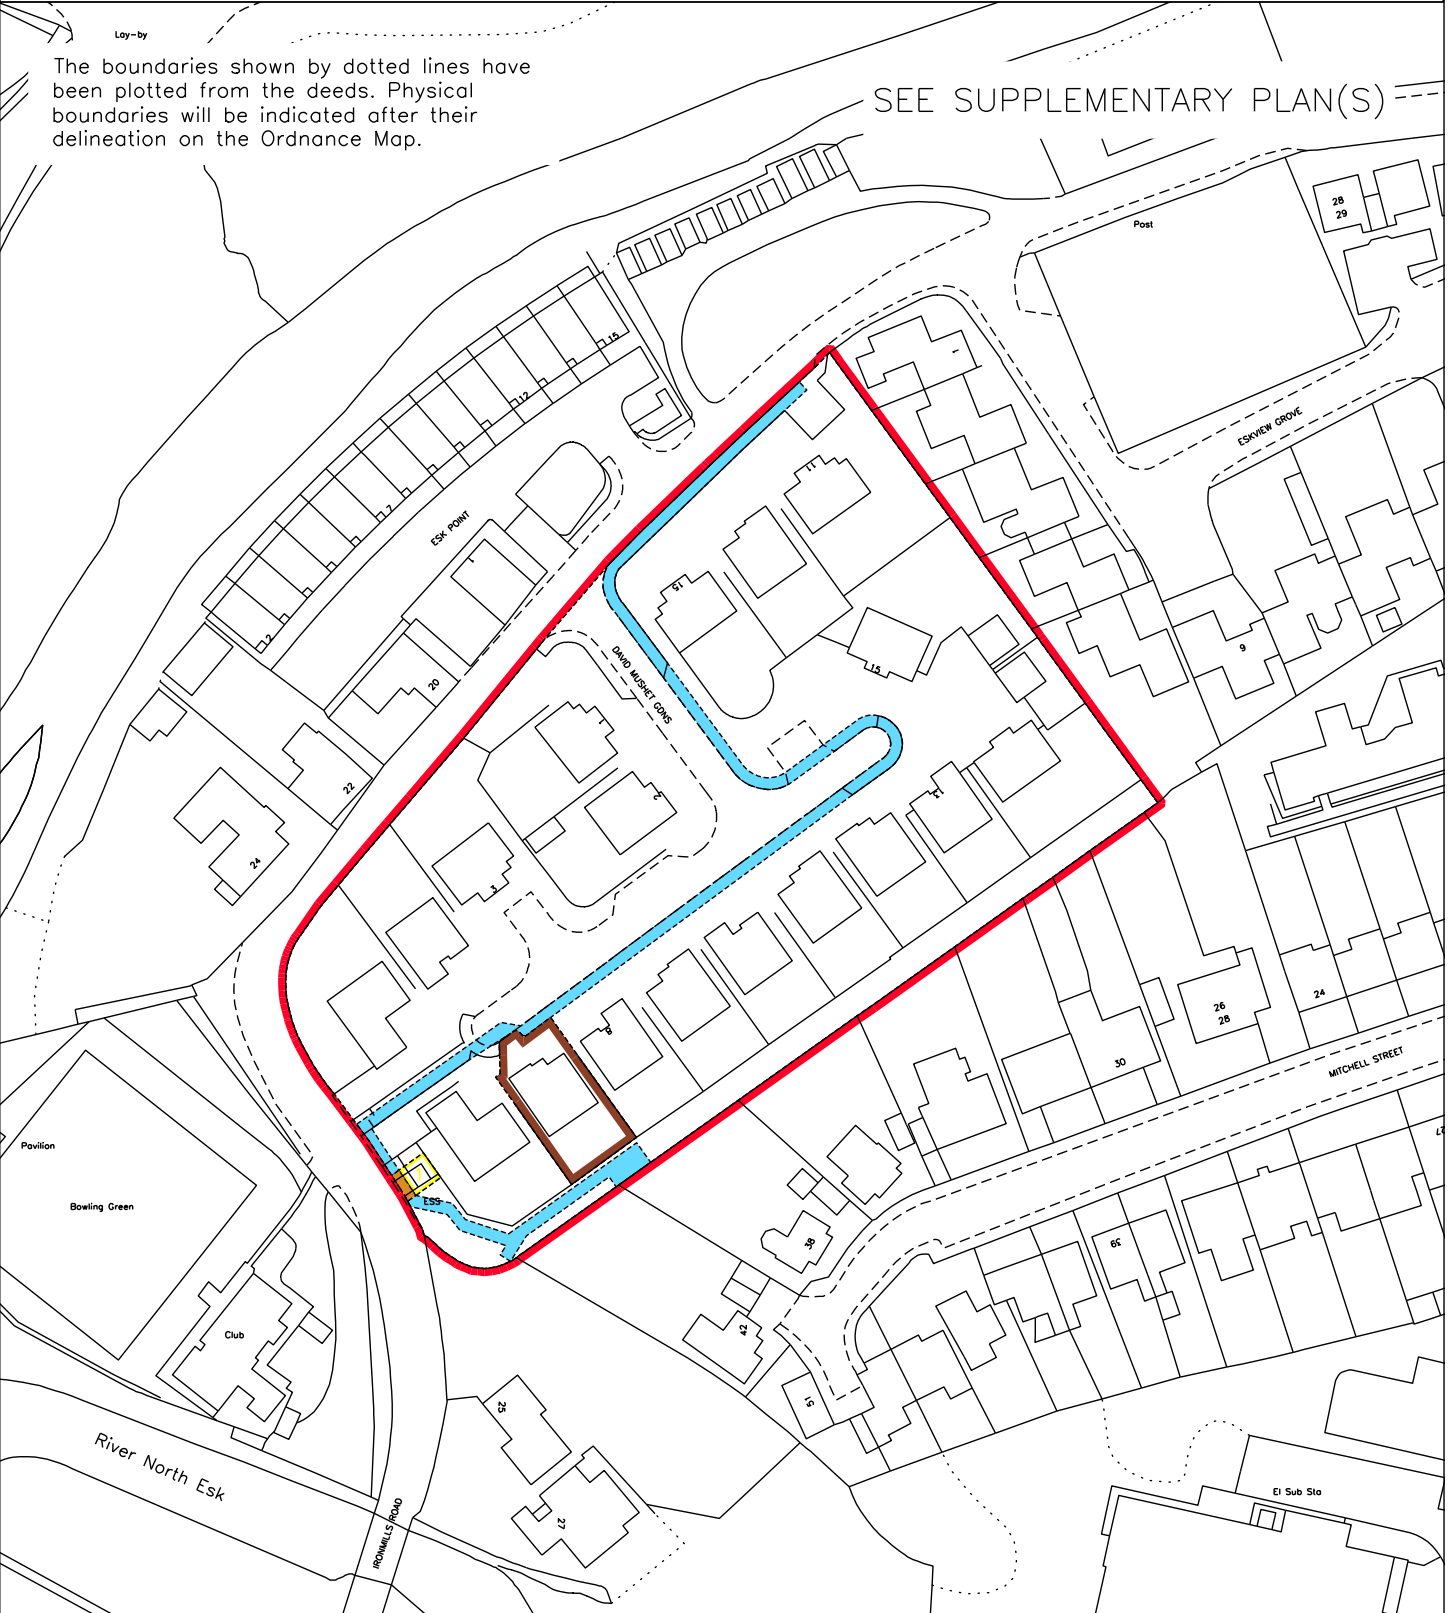 Lay-by
The boundaries shown by dotted lines have
been plotted from the deeds. Physical
boundaries will be indicated after their
delineation on the Ordnance Map.
SEE SUPPLEMENTARY PLAN(S)
28
29
Post
15
1
12
ESKVIEW GROVE
11
7
ESK POINT
1
15
2
9
DAVID MUSHET GDNS
15
20
1
22
2
13
24
3
26
28
24
8
30
MITCHELL STREET
27
Pavilion
ESS
Bowling Green
38
39
Club
42
51
25
River North Esk
El Sub Sta
27
IRONMILLS ROAD